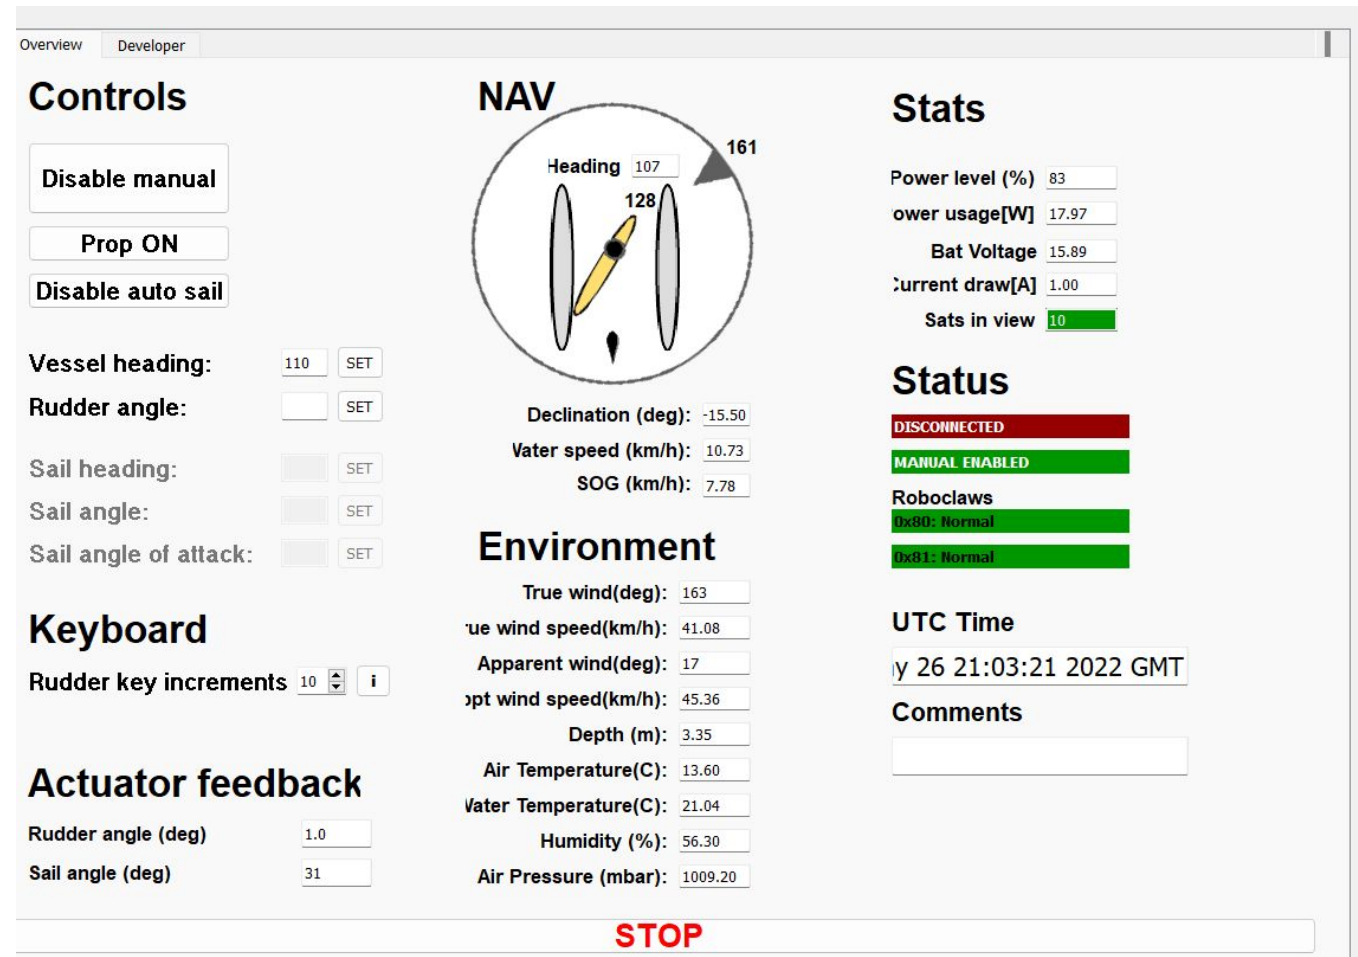 Overview Developer
Controls
Disable manual
Prop ON
Disable auto sail
Vessel heading: 110 SET
Rudder angle: SET
Sail heading: SET
Sail angle: SET
Sail angle of attack: SET
Keyboard
Rudder key increments 10 i
Actuator feedback
Rudder angle (deg) 1.0
Sail angle (deg) 31
NAV
161
Heading 107
128
Declination (deg): -15.50
Water speed (km/h): 10.73
SOG (km/h): 7.78
Environment
True wind(deg): 163
rue wind speed(km/h): 41.08
Apparent wind(deg): 17
ppt wind speed(km/h): 45.36
Depth (m): 3.35
Air Temperature(C): 13.60
Water Temperature(C): 21.04
Humidity (%): 56.30
Air Pressure (mbar): 1009.20
Stats
Power level (%) 83
ower usage[W] 17.97
Bat Voltage 15.89
Current draw[A] 1.00
Sats in view 10
Status
DISCONNECTED
MANUAL ENABLED
Roboclaws
0x80: Normal
0x81: Normal
UTC Time
y 26 21:03:21 2022 GMT
Comments
STOP